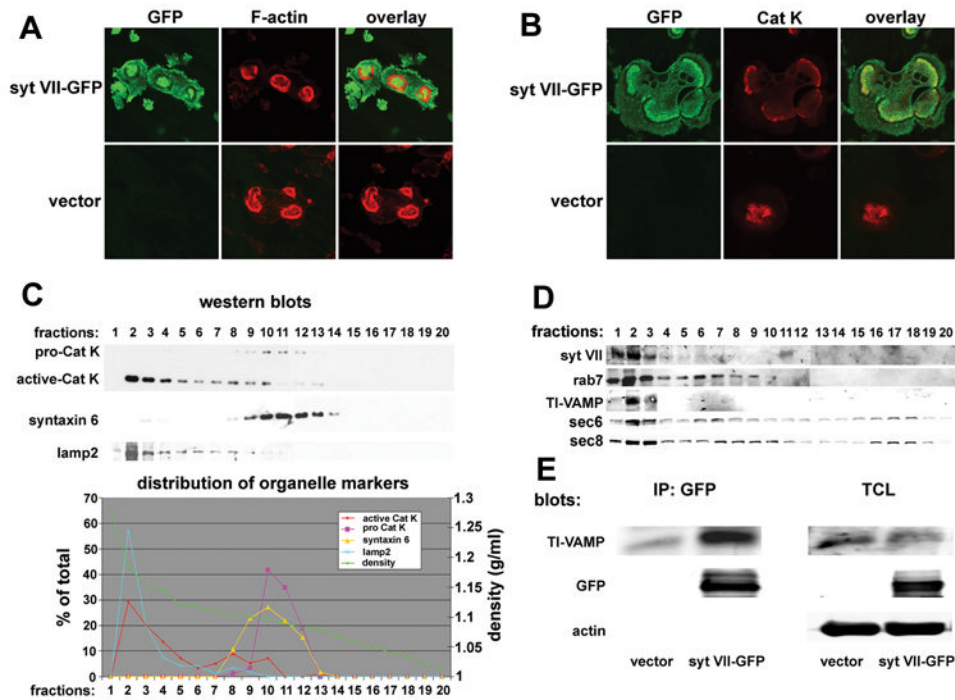 A
GFP F-actin overlay
syt VII-GFP
vector
B
GFP Cat K overlay
syt VII-GFP
vector
C
western blots
fractions: 1 2 3 4 5 6 7 8 9 10 11 12 13 14 15 16 17 18 19 20
pro-Cat K
active-Cat K
syntaxin 6
lamp2
distribution of organelle markers
70
60
50
40
30
20
10
0
% of total
active Cat K
pro Cat K
syntaxin 6
lamp2
density
1.3
1.25
1.2
1.15
1.1
1.05
1
density (g/ml)
fractions: 1 2 3 4 5 6 7 8 9 10 11 12 13 14 15 16 17 18 19 20
D
fractions: 1 2 3 4 5 6 7 8 9 10 11 12 13 14 15 16 17 18 19 20
syt VII
rab7
TI-VAMP
sec6
sec8
E
blots: IP: GFP TCL
TI-VAMP
GFP
actin
vector syt VII-GFP vector syt VII-GFP